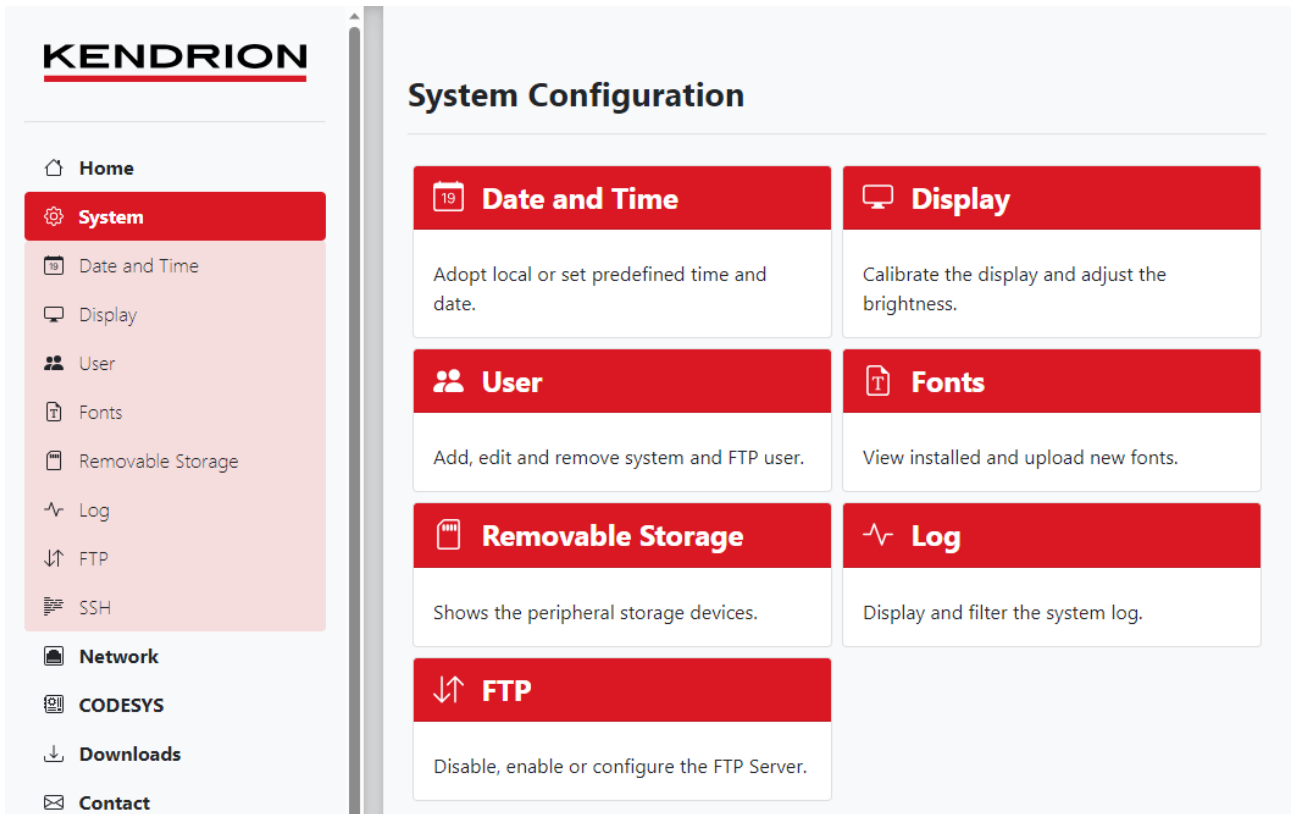 KENDRION
Home
System
19 Date and Time
Display
User
T Fonts
Removable Storage
Log
FTP
SSH
Network
CODESYS
Downloads
Contact
System Configuration
19 Date and Time
Adopt local or set predefined time and
date.
Display
Calibrate the display and adjust the
brightness.
User
Add, edit and remove system and FTP user.
T Fonts
View installed and upload new fonts.
Removable Storage
Shows the peripheral storage devices.
Log
Display and filter the system log.
FTP
Disable, enable or configure the FTP Server.